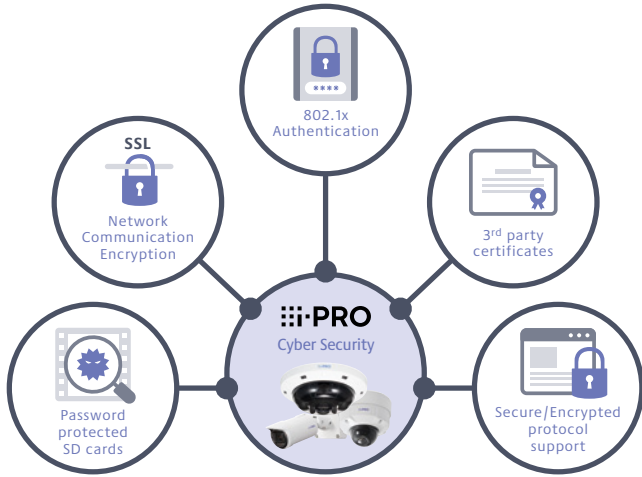 ****
802.1x
Authentication
SSL
Network
Communication
Encryption
3rd party
certificates
i-PRO
Cyber Security
Password
protected
SD cards
Secure/Encrypted
protocol
support